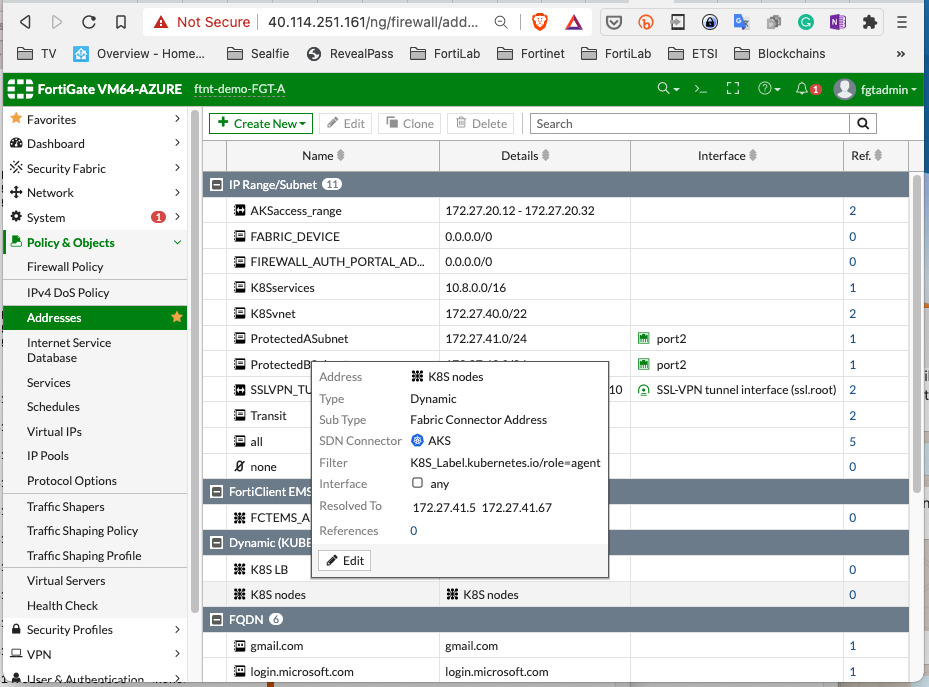 Not Secure
40.114.251.161/ng/firewall/add...
TV
Overview - Home...
Sealfie
RevealPass
FortiLab
Fortinet
FortiLab
ETSI
Blockchains
»
FortiGate VM64-AZURE
ftnt-demo-FGT-A
>_
1
fgtadmin
Favorites
Dashboard
Security Fabric
Network
System
1
Policy & Objects
Firewall Policy
IPv4 DoS Policy
Addresses
Internet Service
Database
Services
Schedules
Virtual IPs
IP Pools
Protocol Options
Traffic Shapers
Traffic Shaping Policy
Traffic Shaping Profile
Virtual Servers
Health Check
Security Profiles
VPN
User & Authentication
+ Create New
Edit
Clone
Delete
Search
Name
Details
Interface
Ref.
IP Range/Subnet 11
AKSaccess_range 172.27.20.12 - 172.27.20.32 2
FABRIC_DEVICE 0.0.0.0/0 0
FIREWALL_AUTH_PORTAL_AD... 0.0.0.0/0 0
K8Sservices 10.8.0.0/16 1
K8Svnet 172.27.40.0/22 2
ProtectedASubnet 172.27.41.0/24 port2 1
port2 1
SSLVPN_TU 10 SSL-VPN tunnel interface (ssl.root) 2
Transit 2
all 5
none 0
FortiClient EMS
FCTEMS_A 0
Dynamic (KUBE
K8S LB 0
K8S nodes K8S nodes 0
FQDN 6
gmail.com gmail.com 1
login.microsoft.com login.microsoft.com 1
Address K8S nodes
Type Dynamic
Sub Type Fabric Connector Address
SDN Connector AKS
Filter K8S_Label.kubernetes.io/role=agent
Interface any
Resolved To 172.27.41.5 172.27.41.67
References 0
Edit